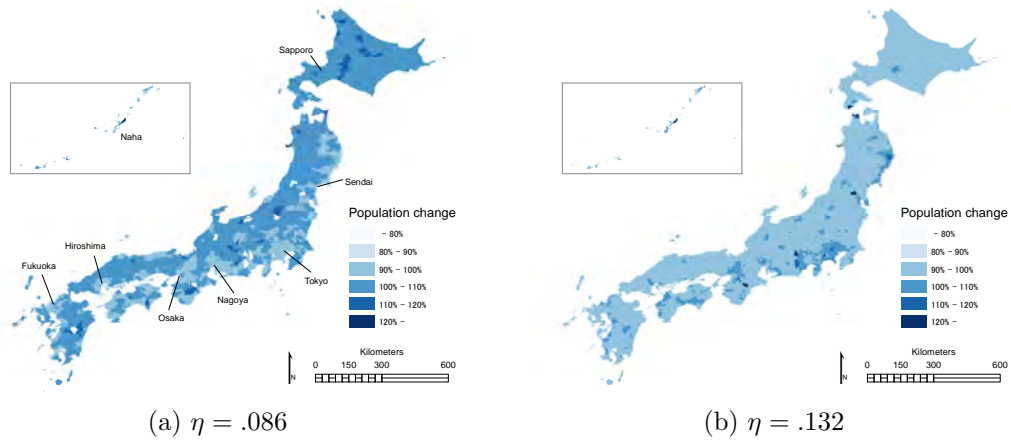 Sapporo
Naha
Sendai
Population change
- 80%
80% - 90%
90% - 100%
100% - 110%
110% - 120%
120% -
Hiroshima
Fukuoka
Tokyo
Nagoya
Osaka
Kilometers
N
0 150 300 600
(a) η = .086
Population change
- 80%
80% - 90%
90% - 100%
100% - 110%
110% - 120%
120% -
Kilometers
N
0 150 300 600
(b) η = .132